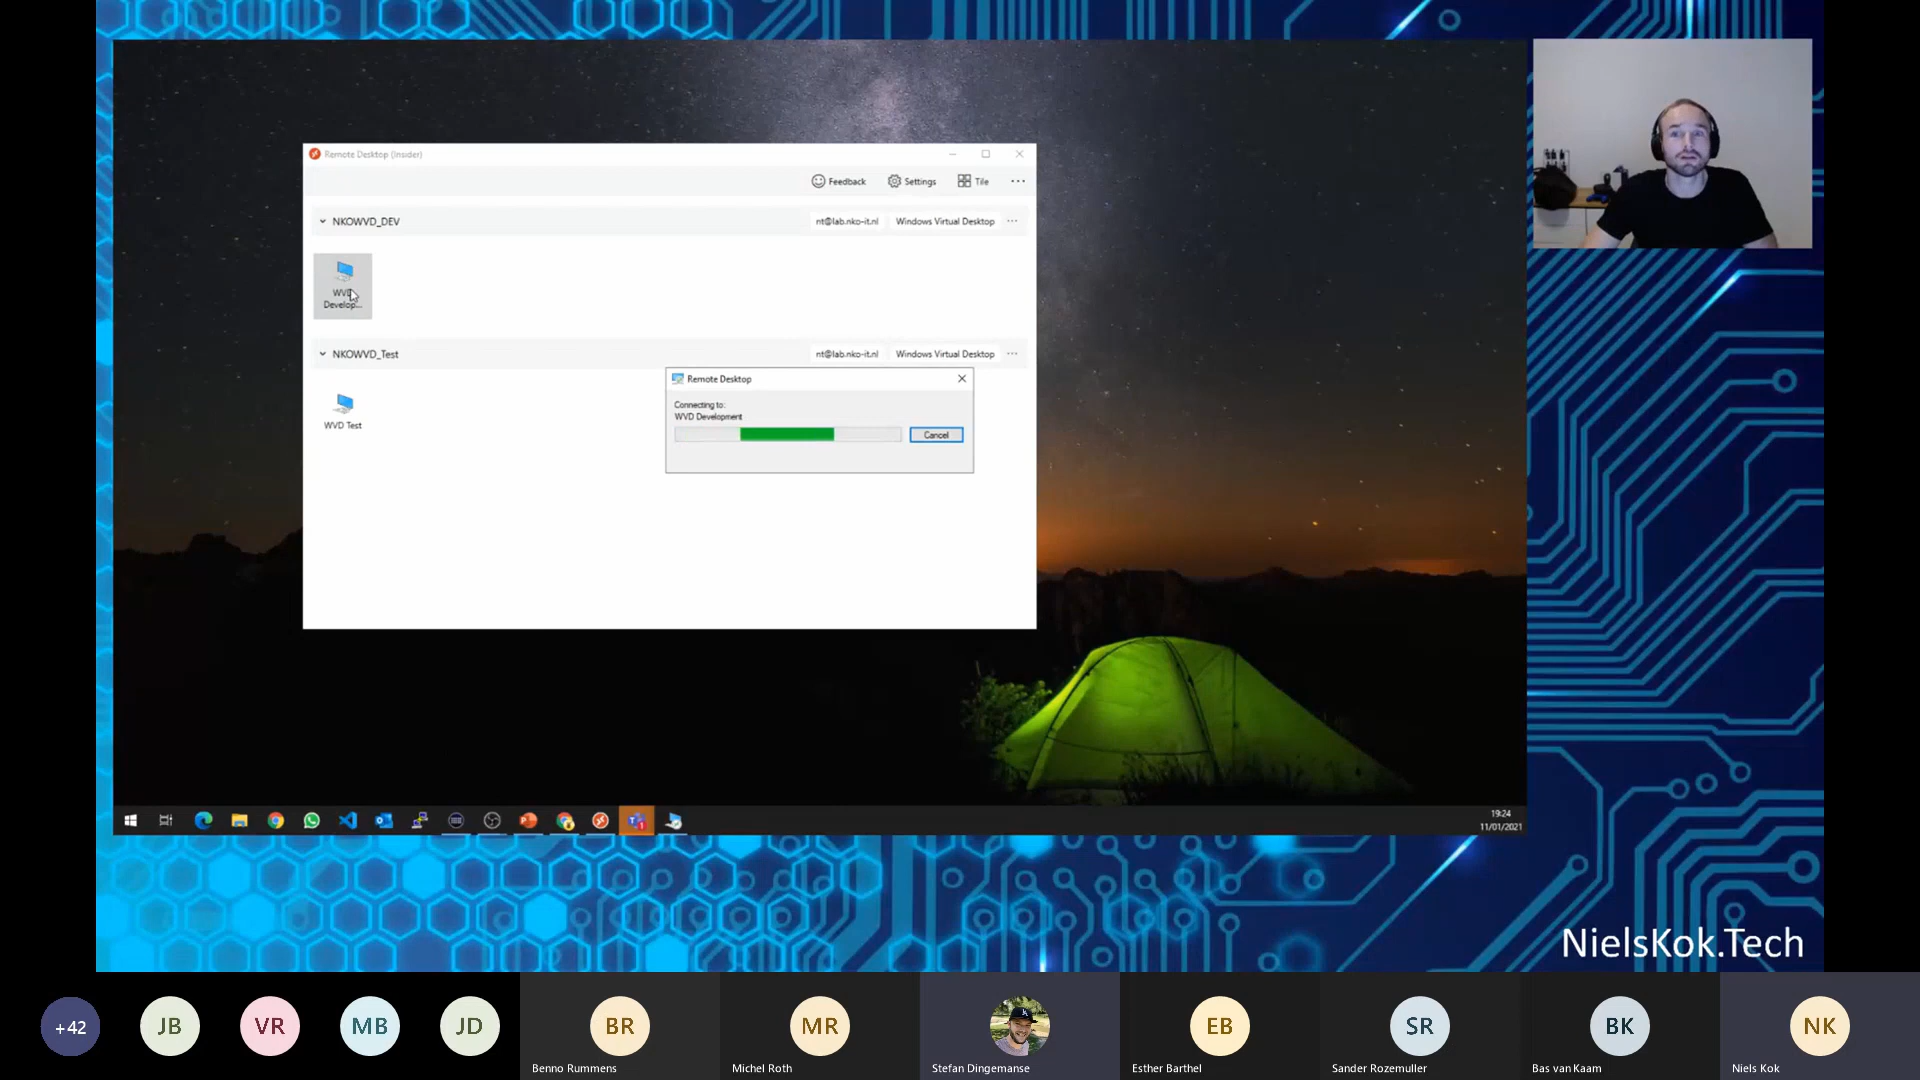 Remote Desktop (Insider)
Feedback Settings Tile
NKOWVD_DEV nt@lab.nko-it.nl Windows Virtual Desktop
WVD
Develop...
NKOWVD_Test nt@lab.nko-it.nl Windows Virtual Desktop
WVD Test
Remote Desktop
Connecting to:
WVD Development
Cancel
19:24
11/01/2021
NielsKok.Tech
+42 JB VR MB JD BR MR EB SR BK NK
Benno Rummens Michel Roth Stefan Dingemanse Esther Barthel Sander Rozemuller Bas van Kaam Niels Kok